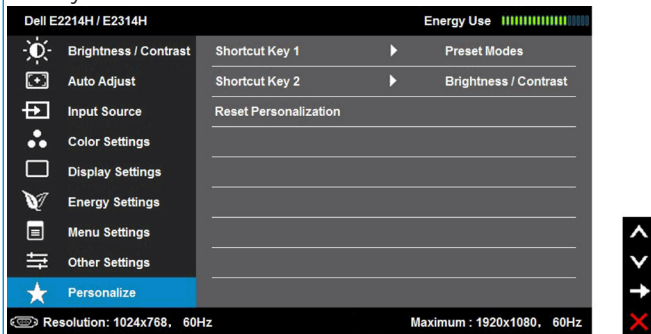 Dell E2214H / E2314H Energy Use
Brightness / Contrast Shortcut Key 1 Preset Modes
Auto Adjust Shortcut Key 2 Brightness / Contrast
Input Source Reset Personalization
Color Settings
Display Settings
Energy Settings
Menu Settings
Other Settings
Personalize
Resolution: 1024x768, 60Hz Maximum : 1920x1080, 60Hz